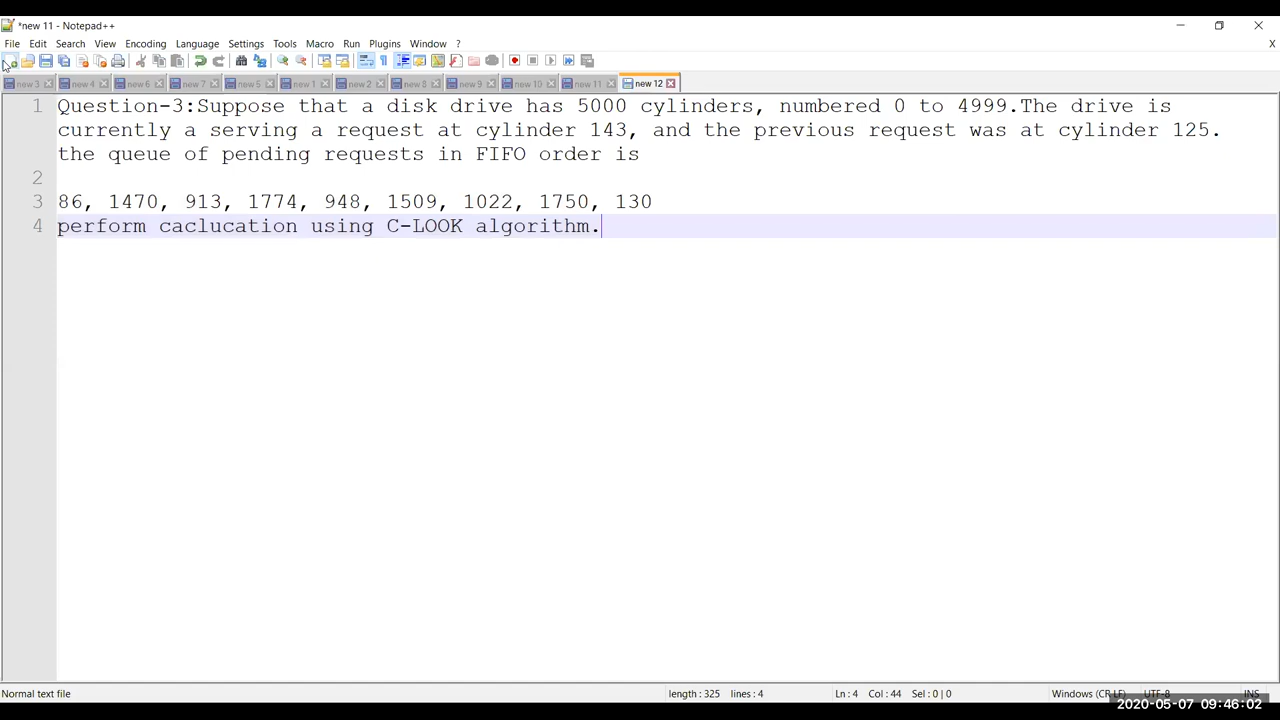 *new 11 - Notepad++
File Edit Search View Encoding Language Settings Tools Macro Run Plugins Window ? X
new 3 new 4 new 6 new 7 new 5 new 1 new 2 new 8 new 9 new 10 new 11 new 12
1 Question-3:Suppose that a disk drive has 5000 cylinders, numbered 0 to 4999.The drive is
currently a serving a request at cylinder 143, and the previous request was at cylinder 125.
the queue of pending requests in FIFO order is
2
3 86, 1470, 913, 1774, 948, 1509, 1022, 1750, 130
4 perform caclucation using C-LOOK algorithm.
Normal text file length : 325 lines : 4 Ln : 4 Col : 44 Sel : 0 | 0 Windows (CR LF) UTF-8 INS
2020-05-07 09:46:02